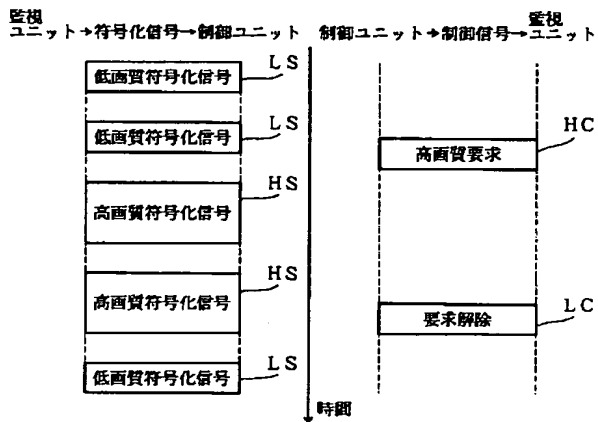 監視
ユニット→符号化信号→制御ユニット
LS
低画質符号化信号
LS
低画質符号化信号
HS
高画質符号化信号
HS
高画質符号化信号
LS
低画質符号化信号
監視
制御ユニット→制御信号→ユニット
HC
高画質要求
LC
要求解除
時間